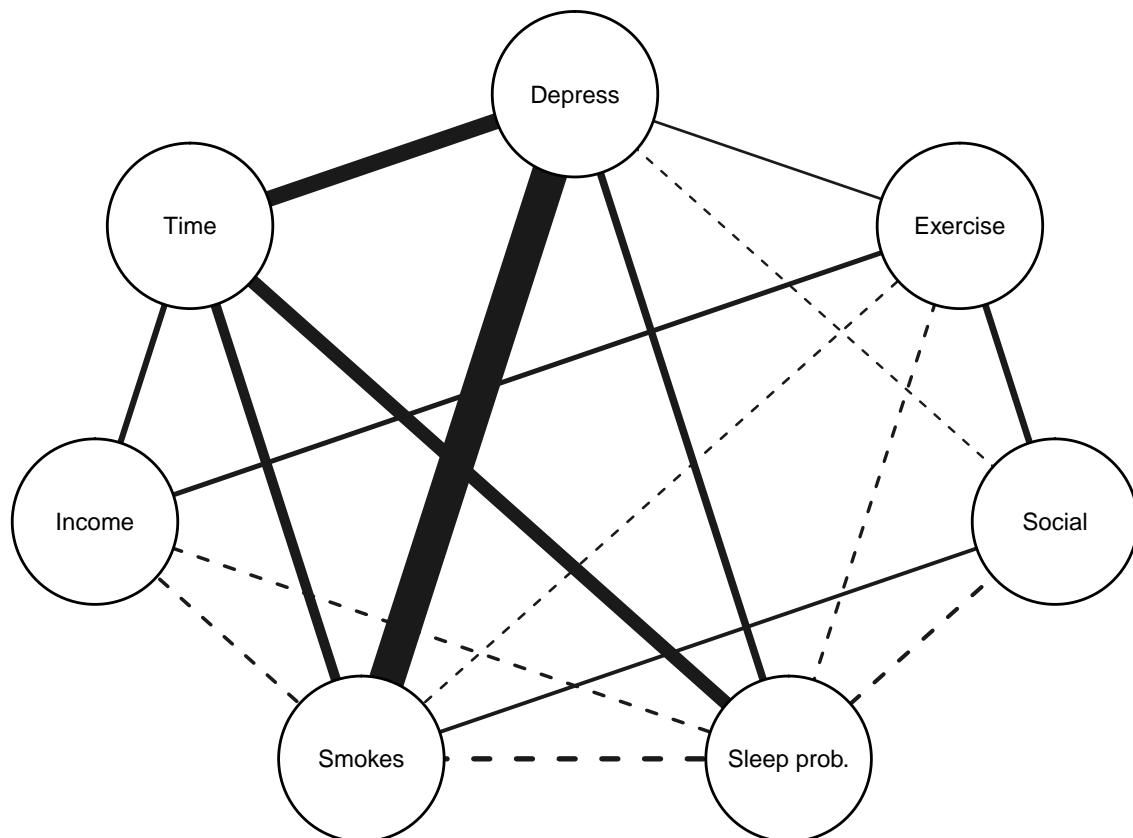 Depress
Time
Exercise
Income
Social
Smokes
Sleep prob.